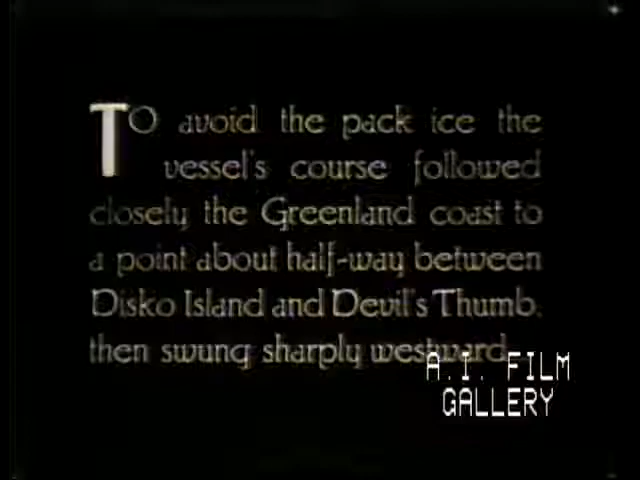 To avoid the pack ice the
vessel's course followed
closely the Greenland coast to
a point about half-way between
Disko Island and Devil's Thumb,
then swung sharply westward.
A.I. FILM
GALLERY